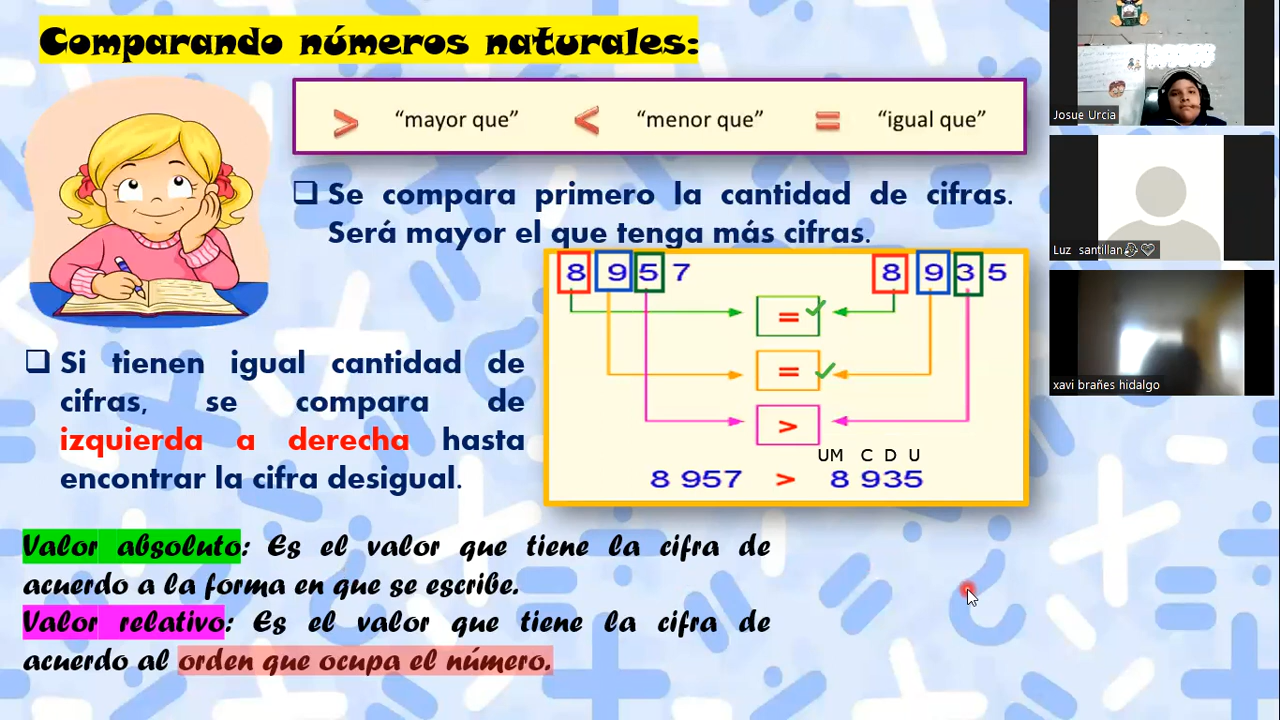 Comparando números naturales:
> "mayor que" < "menor que" = "igual que"
❑ Se compara primero la cantidad de cifras.
Será mayor el que tenga más cifras.
8 9 5 7 8 9 3 5
=
=
>
UM C D U
8 957 > 8 935
❑ Si tienen igual cantidad de
cifras, se compara de
izquierda a derecha hasta
encontrar la cifra desigual.
Valor absoluto: Es el valor que tiene la cifra de
acuerdo a la forma en que se escribe.
Valor relativo: Es el valor que tiene la cifra de
acuerdo al orden que ocupa el número.
Josue Urcia
Luz santillan
xavi brañes hidalgo